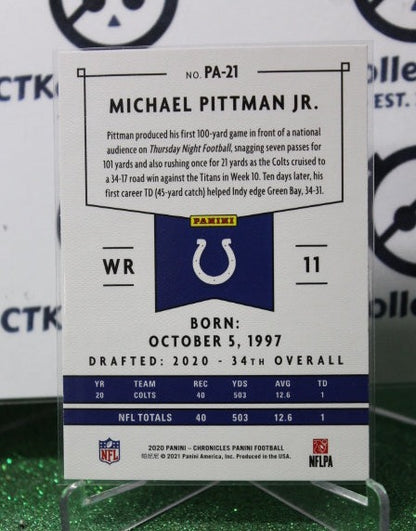 NO. PA-21
MICHAEL PITTMAN JR.
Pittman produced his first 100-yard game in front of a national
audience on Thursday Night Football, snagging seven passes for
101 yards and also rushing once for 21 yards as the Colts cruised to
a 34-17 road win against the Titans in Week 10. Ten days later, his
first career TD (45-yard catch) helped Indy edge Green Bay, 34-31.
PANINI
WR 11
BORN:
OCTOBER 5, 1997
DRAFTED: 2020 - 34TH OVERALL
YR TEAM REC YDS AVG TD
20 COLTS 40 503 12.6 1
NFL TOTALS 40 503 12.6 1
NFL
2020 PANINI - CHRONICLES PANINI FOOTBALL
© 2021 Panini America, Inc. Produced in the USA.
NFLPA
CTK
EST.
CTK